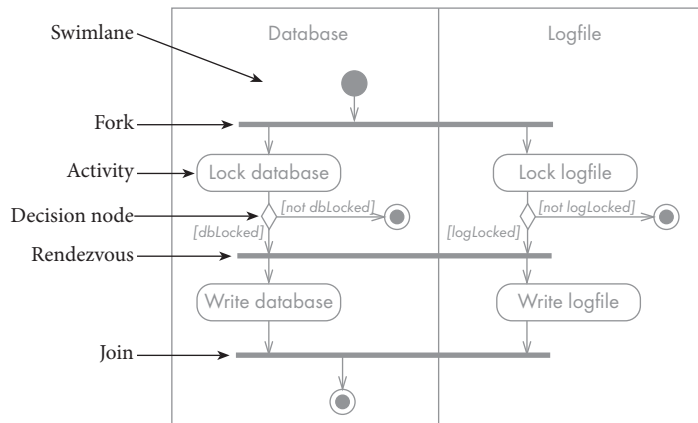 Swimlane
Database
Logfile
Fork
Activity
Lock database
Lock logfile
Decision node
[not dbLocked]
[not logLocked]
[dbLocked]
[logLocked]
Rendezvous
Write database
Write logfile
Join